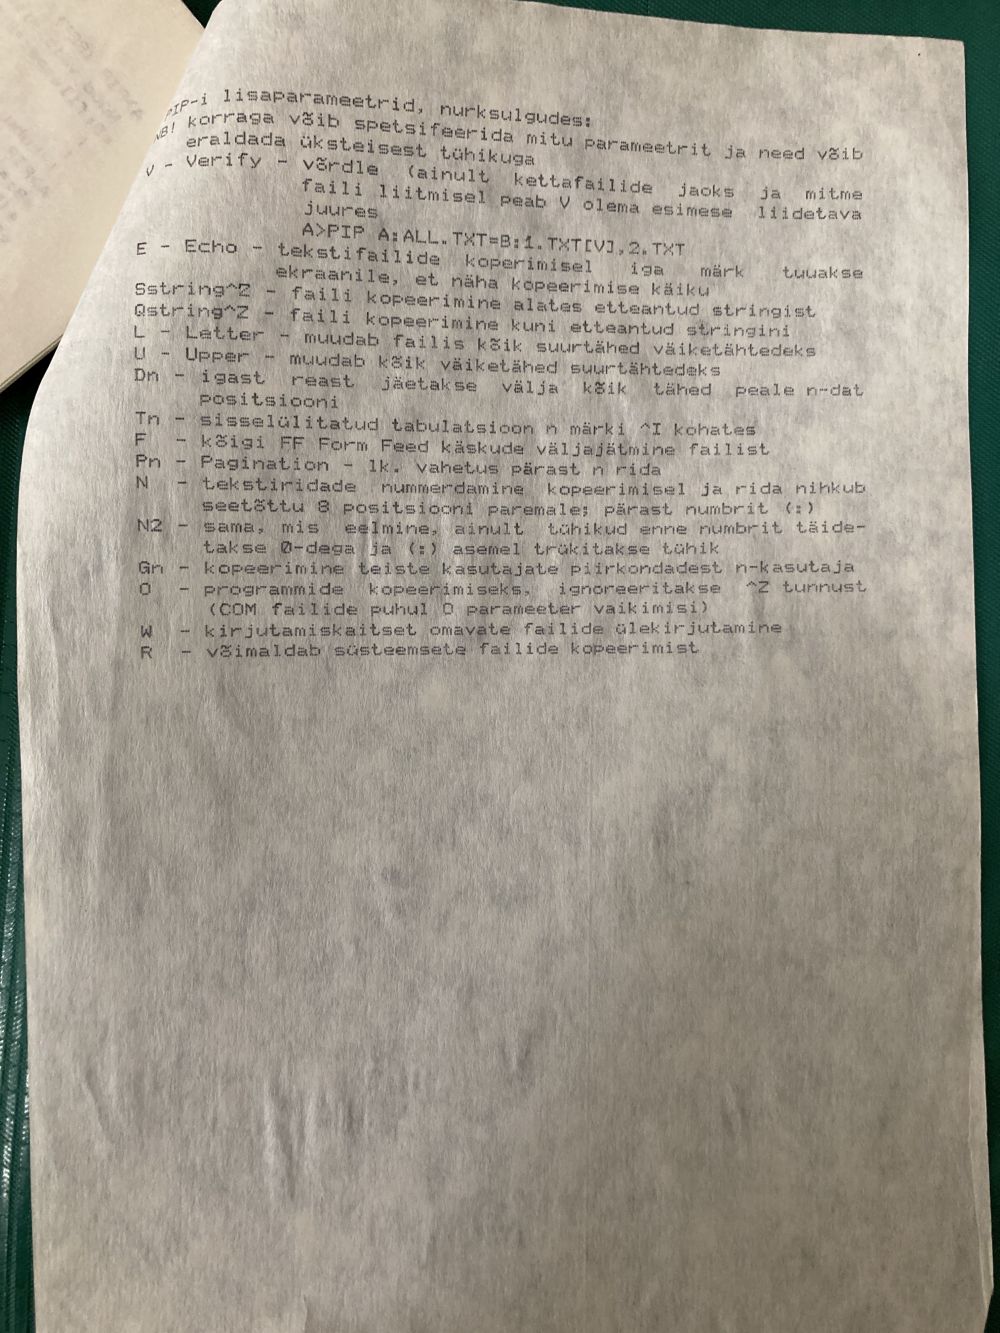 PIP-i lisaparameetrid, nurksulgudes:
NB! korraga võib spetsifeerida mitu parameetrit ja need võib
eraldada üksteisest tühikuga
V - Verify - võrdle (ainult kettafailide jaoks ja mitme
faili liitmisel peab V olema esimese liidetava
juures
A>PIP A:ALL.TXT=B:1.TXT[V],2.TXT
E - Echo - tekstifailide koperimisel iga märk tuuakse
ekraanile, et näha kopeerimise käiku
Sstring^Z - faili kopeerimine alates etteantud stringist
Qstring^Z - faili kopeerimine kuni etteantud stringini
L - Letter - muudab failis kõik suurtähed väiketähtedeks
U - Upper - muudab kõik väiketähed suurtähtedeks
Dn - igast reast jäetakse välja kõik tähed peale n-dat
positsiooni
Tn - sisselülitatud tabulatsioon n märki ^I kohates
F - kõigi FF Form Feed käskude väljajätmine failist
Pn - Pagination - lk. vahetus pärast n rida
N - tekstiridade nummerdamine kopeerimisel ja rida nihkub
seetõttu 8 positsiooni paremale; pärast numbrit (:)
N2 - sama, mis eelmine, ainult tühikud enne numbrit täide-
takse 0-dega ja (:) asemel trükitakse tühik
Gn - kopeerimine teiste kasutajate piirkondadest n-kasutaja
O - programmide kopeerimiseks, ignoreeritakse ^Z tunnust
(COM failide puhul O parameeter vaikimisi)
W - kirjutamiskaitset omavate failide ülekirjutamine
R - võimaldab süsteemsete failide kopeerimist